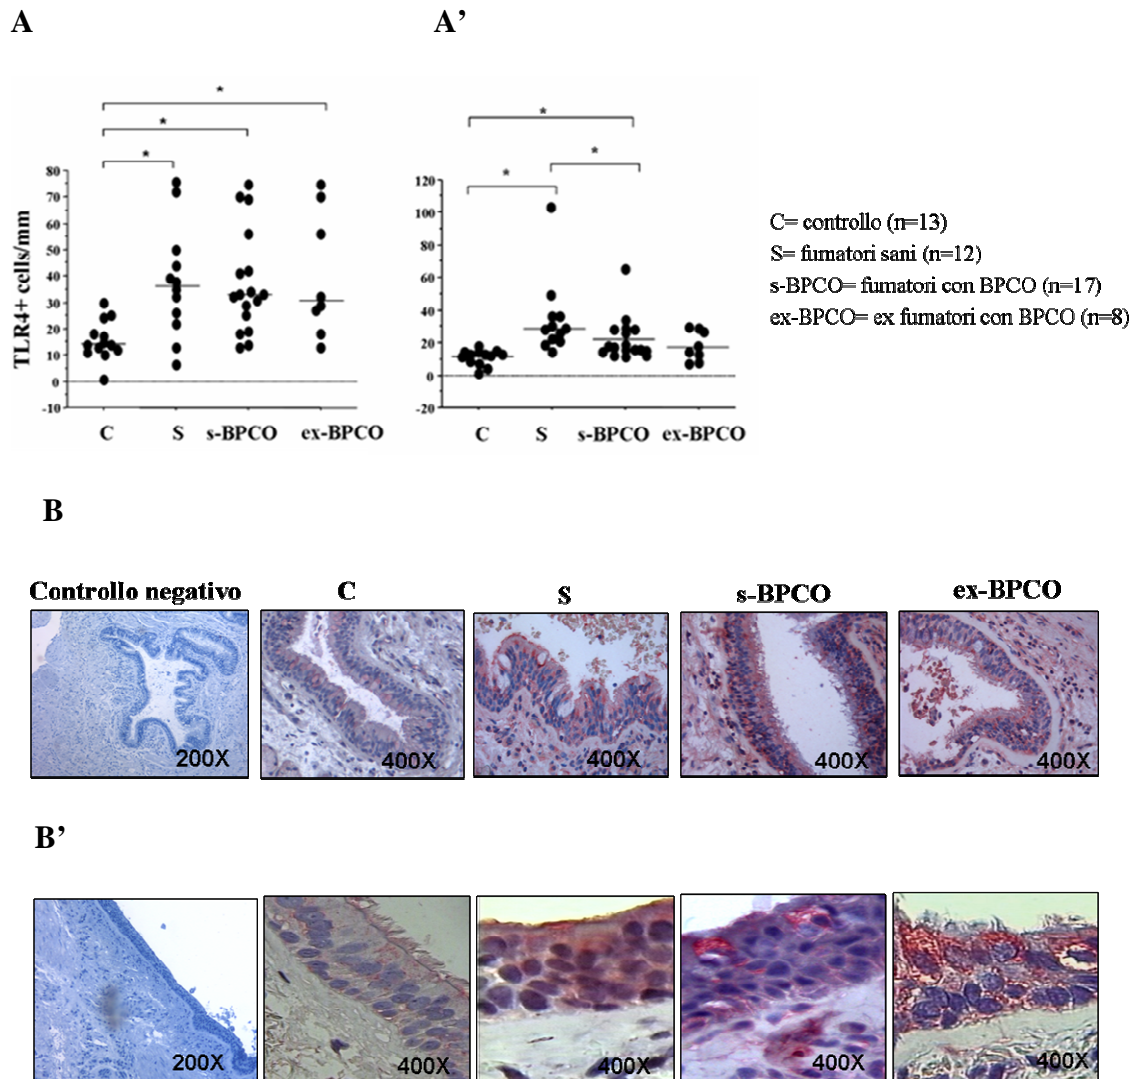 A A’
* * *
80
70
60
50
40
30
20
10
0
-10
TLR4+ cells/mm
C S s-BPCO ex-BPCO
* * *
120
100
80
60
40
20
0
-20
C S s-BPCO ex-BPCO
C= controllo (n=13)
S= fumatori sani (n=12)
s-BPCO= fumatori con BPCO (n=17)
ex-BPCO= ex fumatori con BPCO (n=8)
B
Controllo negativo C S s-BPCO ex-BPCO
200X 400X 400X 400X 400X
B’
200X 400X 400X 400X 400X